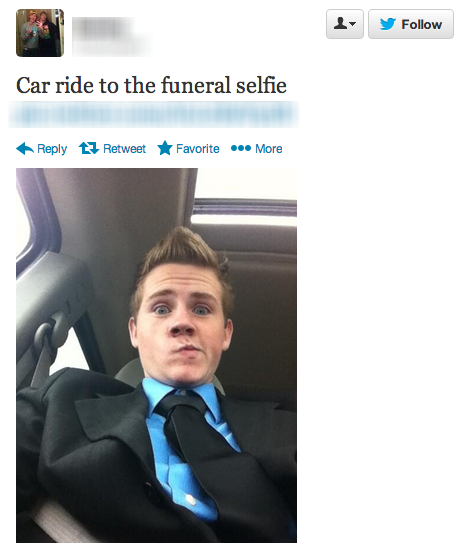 Follow
Car ride to the funeral selfie
Reply Retweet Favorite More